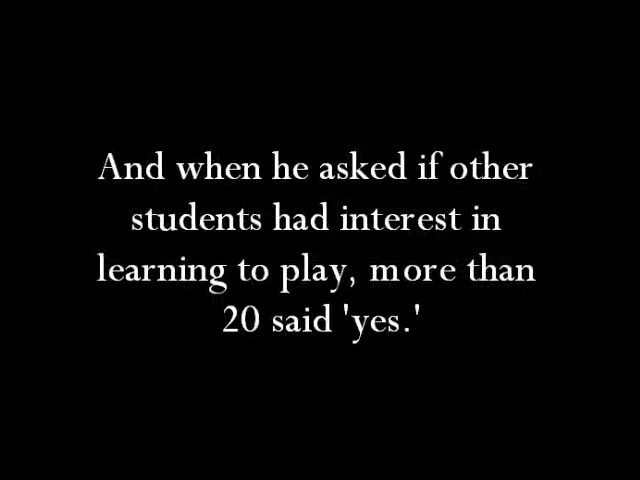 And when he asked if other
students had interest in
learning to play, more than
20 said 'yes.'